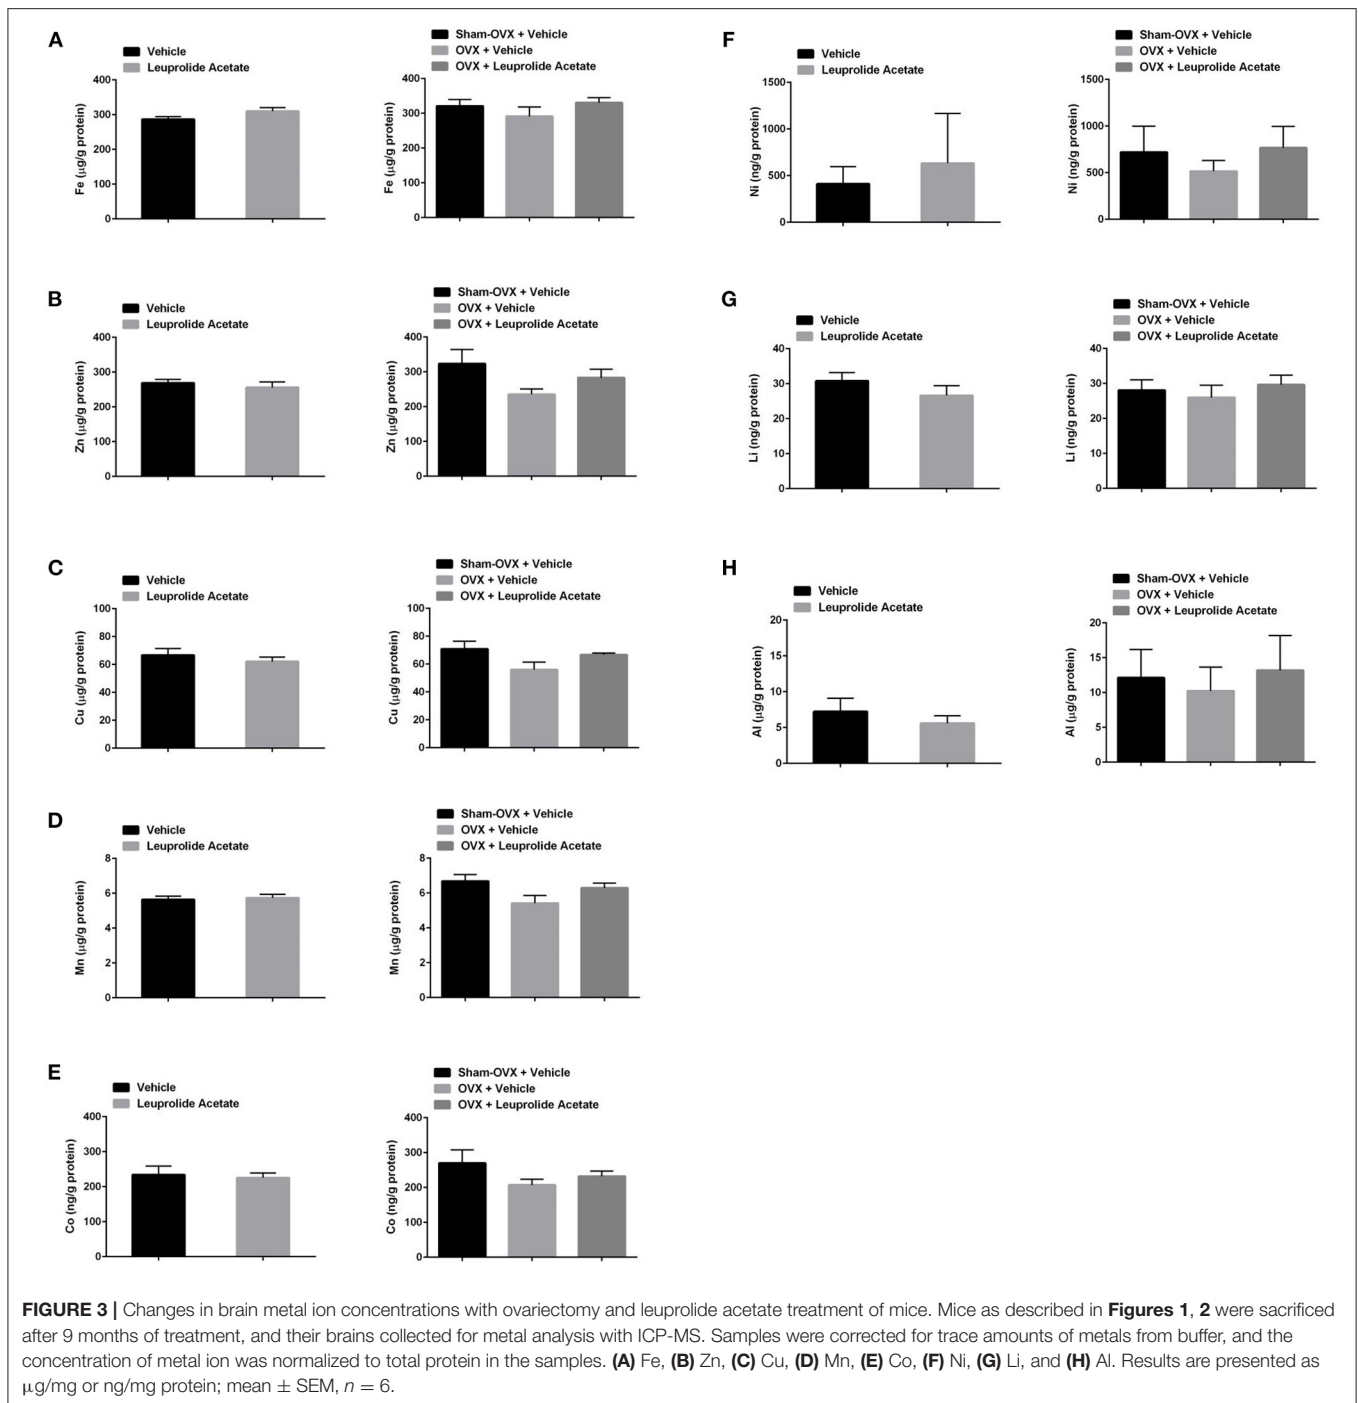 A
Vehicle
Leuprolide Acetate
400
300
200
100
0
Fe (μg/g protein)
Sham-OVX + Vehicle
OVX + Vehicle
OVX + Leuprolide Acetate
400
300
200
100
0
Fe (μg/g protein)
B
Vehicle
Leuprolide Acetate
400
300
200
100
0
Zn (μg/g protein)
Sham-OVX + Vehicle
OVX + Vehicle
OVX + Leuprolide Acetate
400
300
200
100
0
Zn (μg/g protein)
C
Vehicle
Leuprolide Acetate
100
80
60
40
20
0
Cu (μg/g protein)
Sham-OVX + Vehicle
OVX + Vehicle
OVX + Leuprolide Acetate
100
80
60
40
20
0
Cu (μg/g protein)
D
Vehicle
Leuprolide Acetate
8
6
4
2
0
Mn (μg/g protein)
Sham-OVX + Vehicle
OVX + Vehicle
OVX + Leuprolide Acetate
8
6
4
2
0
Mn (μg/g protein)
E
Vehicle
Leuprolide Acetate
400
300
200
100
0
Co (ng/g protein)
Sham-OVX + Vehicle
OVX + Vehicle
OVX + Leuprolide Acetate
400
300
200
100
0
Co (ng/g protein)
F
Vehicle
Leuprolide Acetate
1500
1000
500
0
Ni (ng/g protein)
Sham-OVX + Vehicle
OVX + Vehicle
OVX + Leuprolide Acetate
1500
1000
500
0
Ni (ng/g protein)
G
Vehicle
Leuprolide Acetate
40
30
20
10
0
Li (ng/g protein)
Sham-OVX + Vehicle
OVX + Vehicle
OVX + Leuprolide Acetate
40
30
20
10
0
Li (ng/g protein)
H
Vehicle
Leuprolide Acetate
20
15
10
5
0
Al (μg/g protein)
Sham-OVX + Vehicle
OVX + Vehicle
OVX + Leuprolide Acetate
20
15
10
5
0
Al (μg/g protein)
FIGURE 3 | Changes in brain metal ion concentrations with ovariectomy and leuprolide acetate treatment of mice. Mice as described in Figures 1, 2 were sacrificed
after 9 months of treatment, and their brains collected for metal analysis with ICP-MS. Samples were corrected for trace amounts of metals from buffer, and the
concentration of metal ion was normalized to total protein in the samples. (A) Fe, (B) Zn, (C) Cu, (D) Mn, (E) Co, (F) Ni, (G) Li, and (H) Al. Results are presented as
μg/mg or ng/mg protein; mean ± SEM, n = 6.